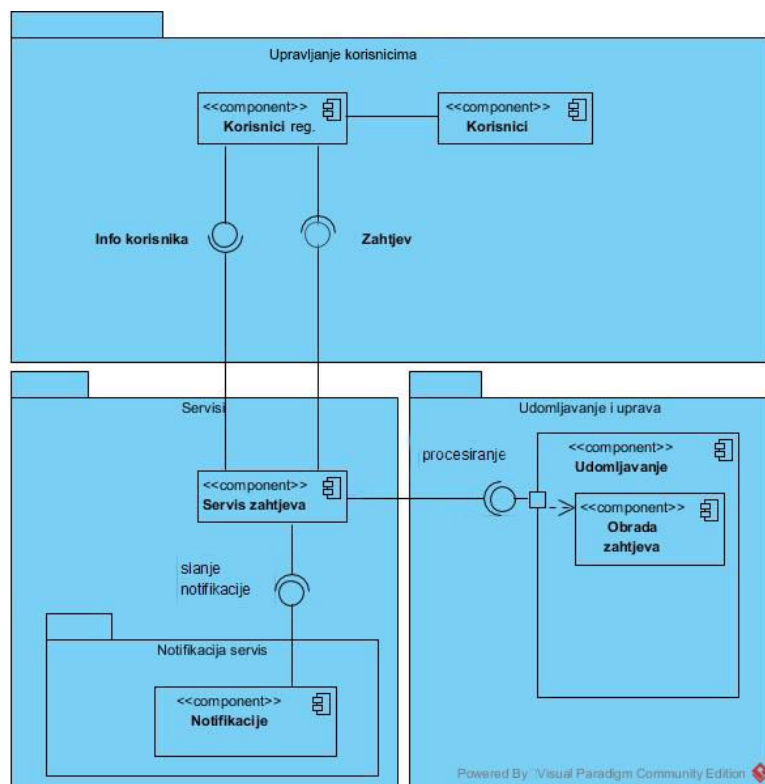 Upravljanje korisnicima
<<component>>
Korisnici reg.
<<component>>
Korisnici
Info korisnika
Zahtjev
Servisi
<<component>>
Servis zahtjeva
slanje
notifikacije
Notifikacija servis
<<component>>
Notifikacije
Udomljavanje i uprava
procesiranje
<<component>>
Udomljavanje
<<component>>
Obrada
zahtjeva
Powered By Visual Paradigm Community Edition